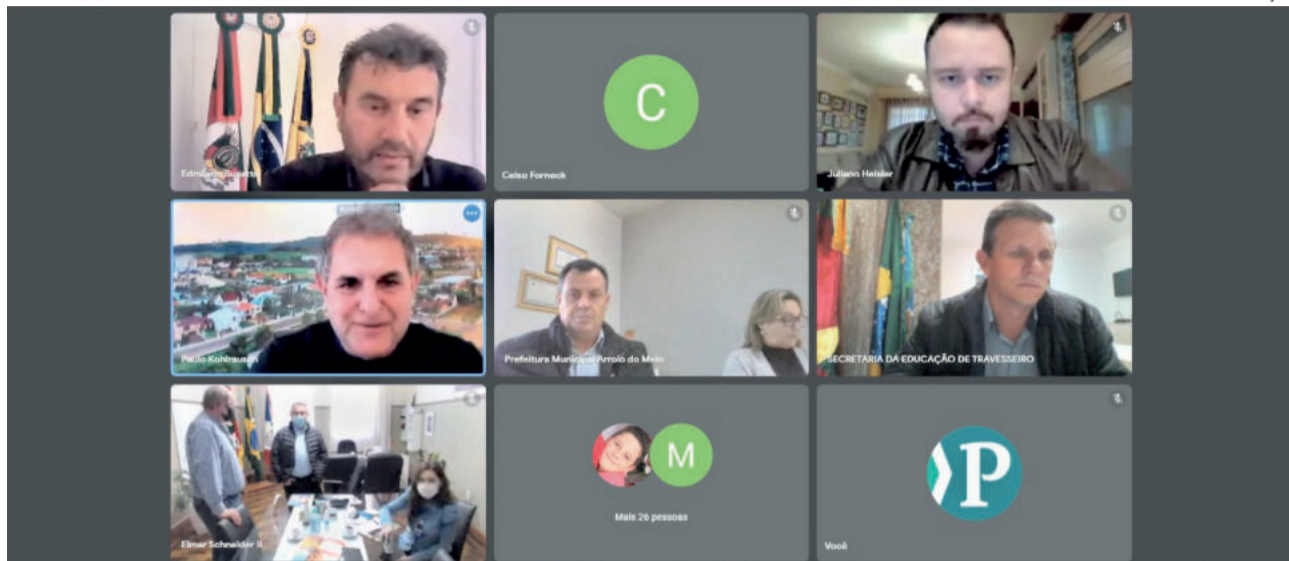 C
Celso Forneck
Juliano Heisler
Paulo Kohlrausch
Prefeitura Municipal Arroio do Meio
SECRETARIA DA EDUCAÇÃO DE TRAVESSEIRO
Elmar Schneider II
M
Mais 26 pessoas
P
Você